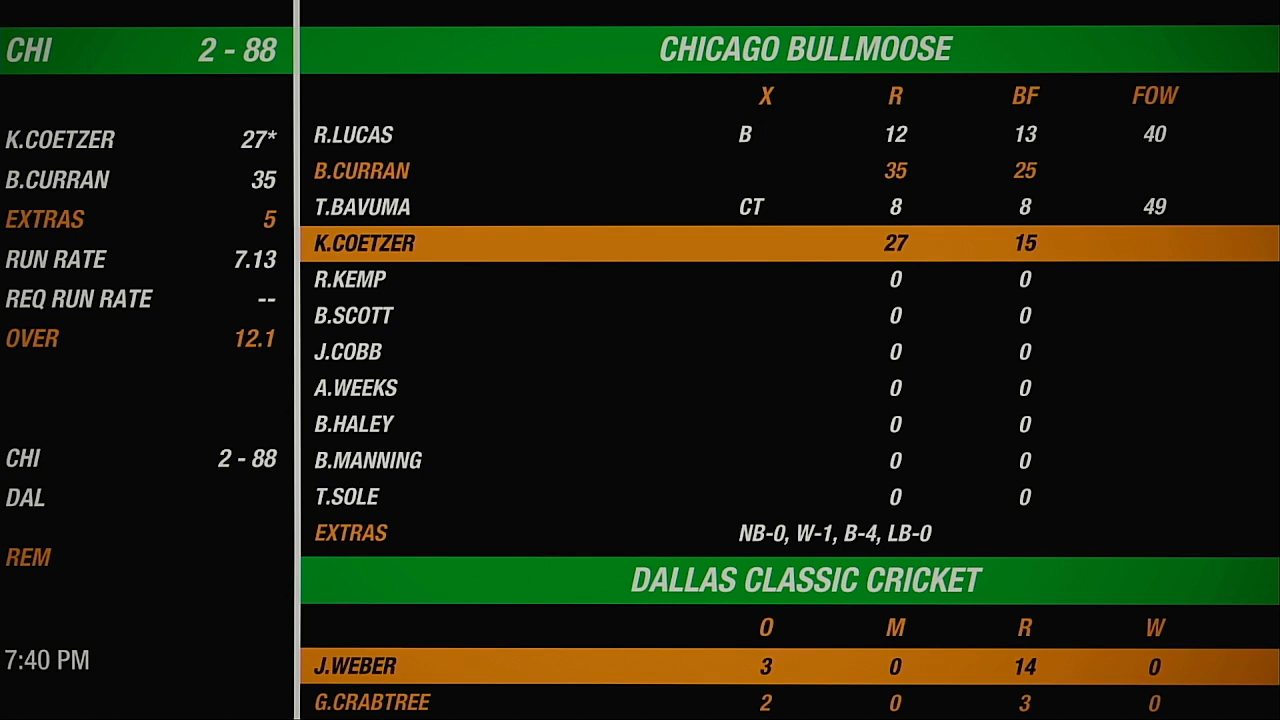 CHI 2 - 88
K.COETZER 27*
B.CURRAN 35
EXTRAS 5
RUN RATE 7.13
REQ RUN RATE --
OVER 12.1
CHI 2 - 88
DAL
REM
7:40 PM
CHICAGO BULLMOOSE
X R BF FOW
R.LUCAS B 12 13 40
B.CURRAN 35 25
T.BAVUMA CT 8 8 49
K.COETZER 27 15
R.KEMP 0 0
B.SCOTT 0 0
J.COBB 0 0
A.WEEKS 0 0
B.HALEY 0 0
B.MANNING 0 0
T.SOLE 0 0
EXTRAS NB-0, W-1, B-4, LB-0
DALLAS CLASSIC CRICKET
O M R W
J.WEBER 3 0 14 0
G.CRABTREE 2 0 3 0